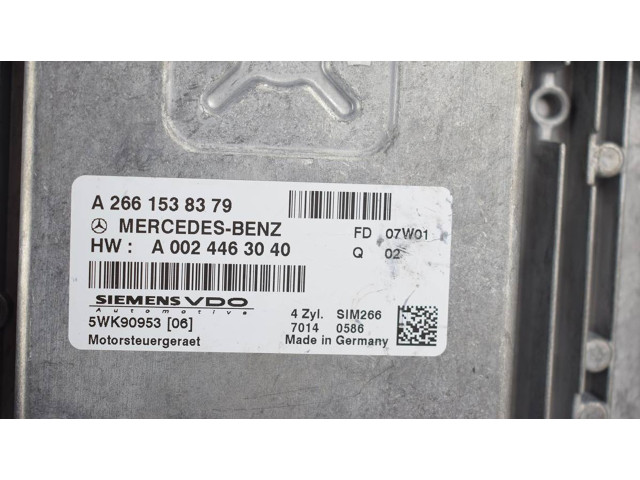 A 266 153 83 79
MERCEDES-BENZ
HW : A 002 446 30 40
FD 07W01
Q 02
SIEMENS VDO
Automotive
5WK90953 [06]
Motorsteuergeraet
4 Zyl. SIM266
7014 0586
Made in Germany